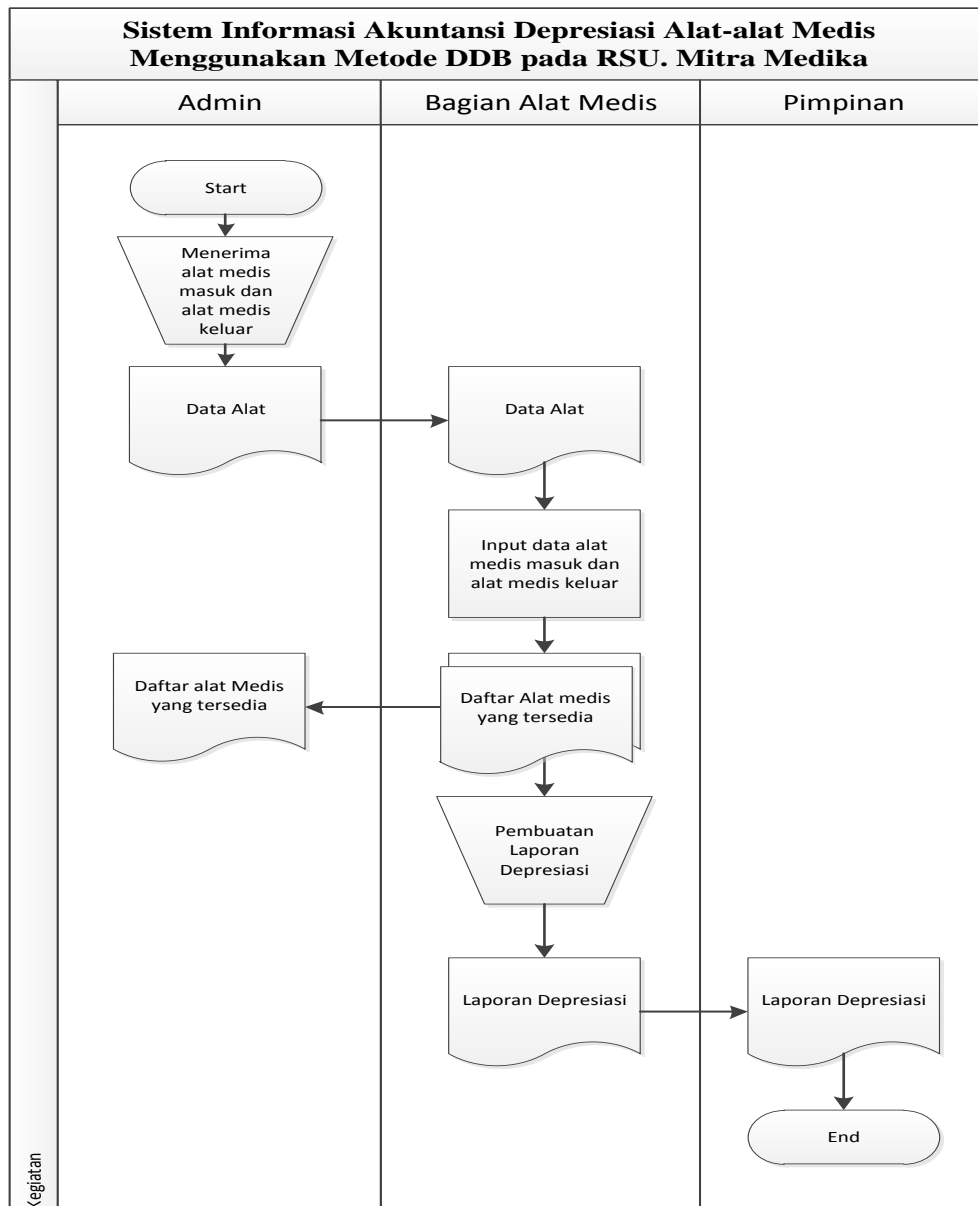 Sistem Informasi Akuntansi Depresiasi Alat-alat Medis
Menggunakan Metode DDB pada RSU. Mitra Medika
Admin
Bagian Alat Medis
Pimpinan
Start
Menerima
alat medis
masuk dan
alat medis
keluar
Data Alat
Data Alat
Input data alat
medis masuk dan
alat medis keluar
Daftar alat Medis
yang tersedia
Daftar Alat medis
yang tersedia
Pembuatan
Laporan
Depresiasi
Laporan Depresiasi
Laporan Depresiasi
End
Kegiatan